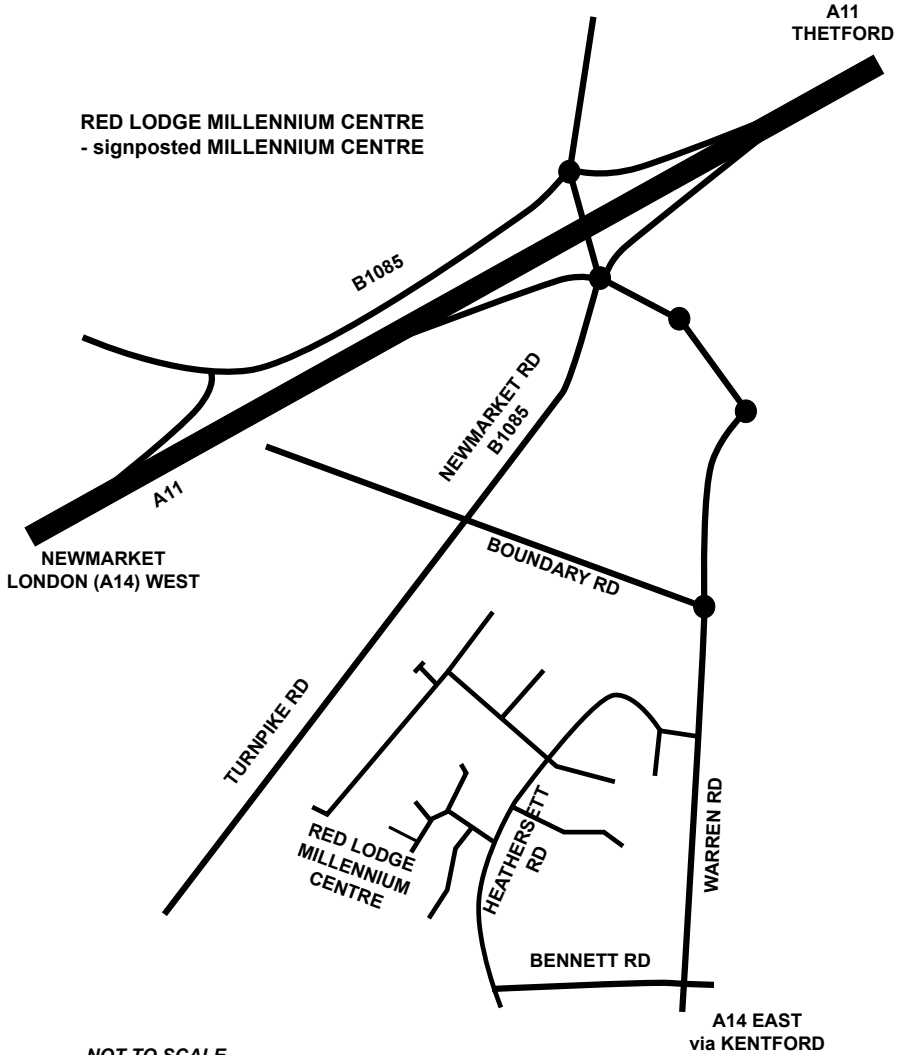 A11
THETFORD
RED LODGE MILLENNIUM CENTRE
- signposted MILLENNIUM CENTRE
B1085
NEWMARKET RD
B1085
A11
NEWMARKET
LONDON (A14) WEST
BOUNDARY RD
TURNPIKE RD
HEATHERSETT
RD
WARREN RD
RED LODGE
MILLENNIUM
CENTRE
BENNETT RD
A14 EAST
via KENTFORD
NOT TO SCALE